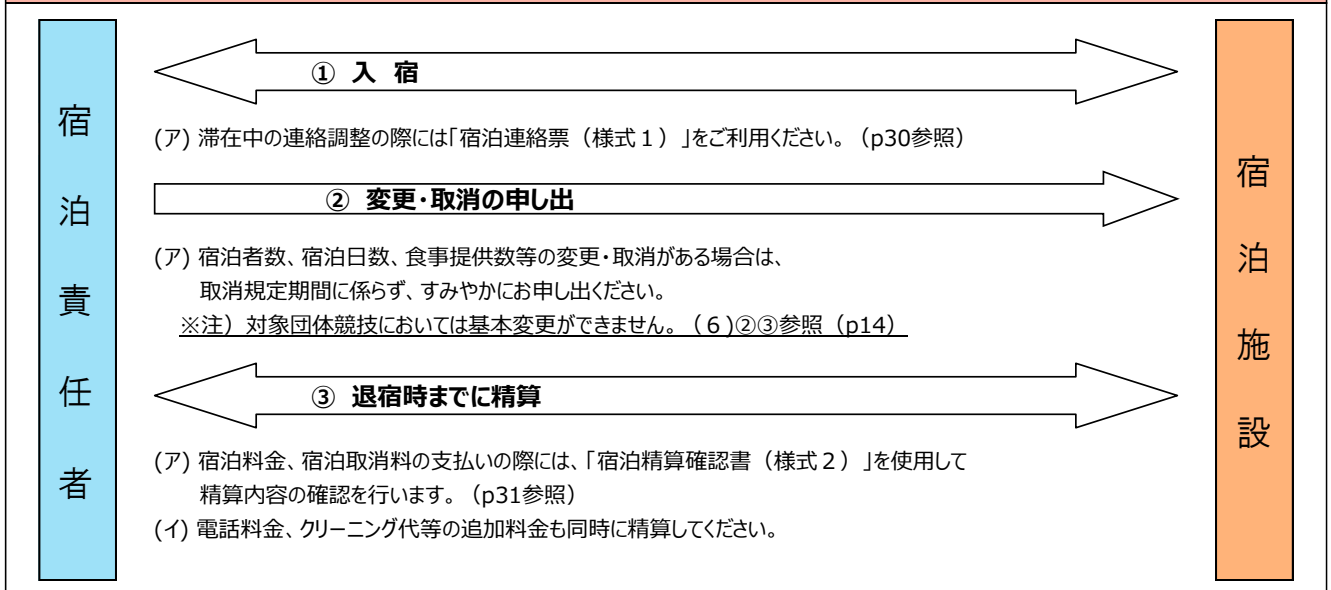 宿泊責任者
① 入 宿
(ア) 滞在中の連絡調整の際には「宿泊連絡票（様式１）」をご利用ください。（p30参照）
② 変更・取消の申し出
(ア) 宿泊者数、宿泊日数、食事提供数等の変更・取消がある場合は、
取消規定期間に係らず、すみやかにお申し出ください。
※注）対象団体競技においては基本変更ができません。（６)②③参照（p14）
③ 退宿時までに精算
(ア) 宿泊料金、宿泊取消料の支払いの際には、「宿泊精算確認書（様式２）」を使用して
精算内容の確認を行います。（p31参照）
(イ) 電話料金、クリーニング代等の追加料金も同時に精算してください。
宿泊施設